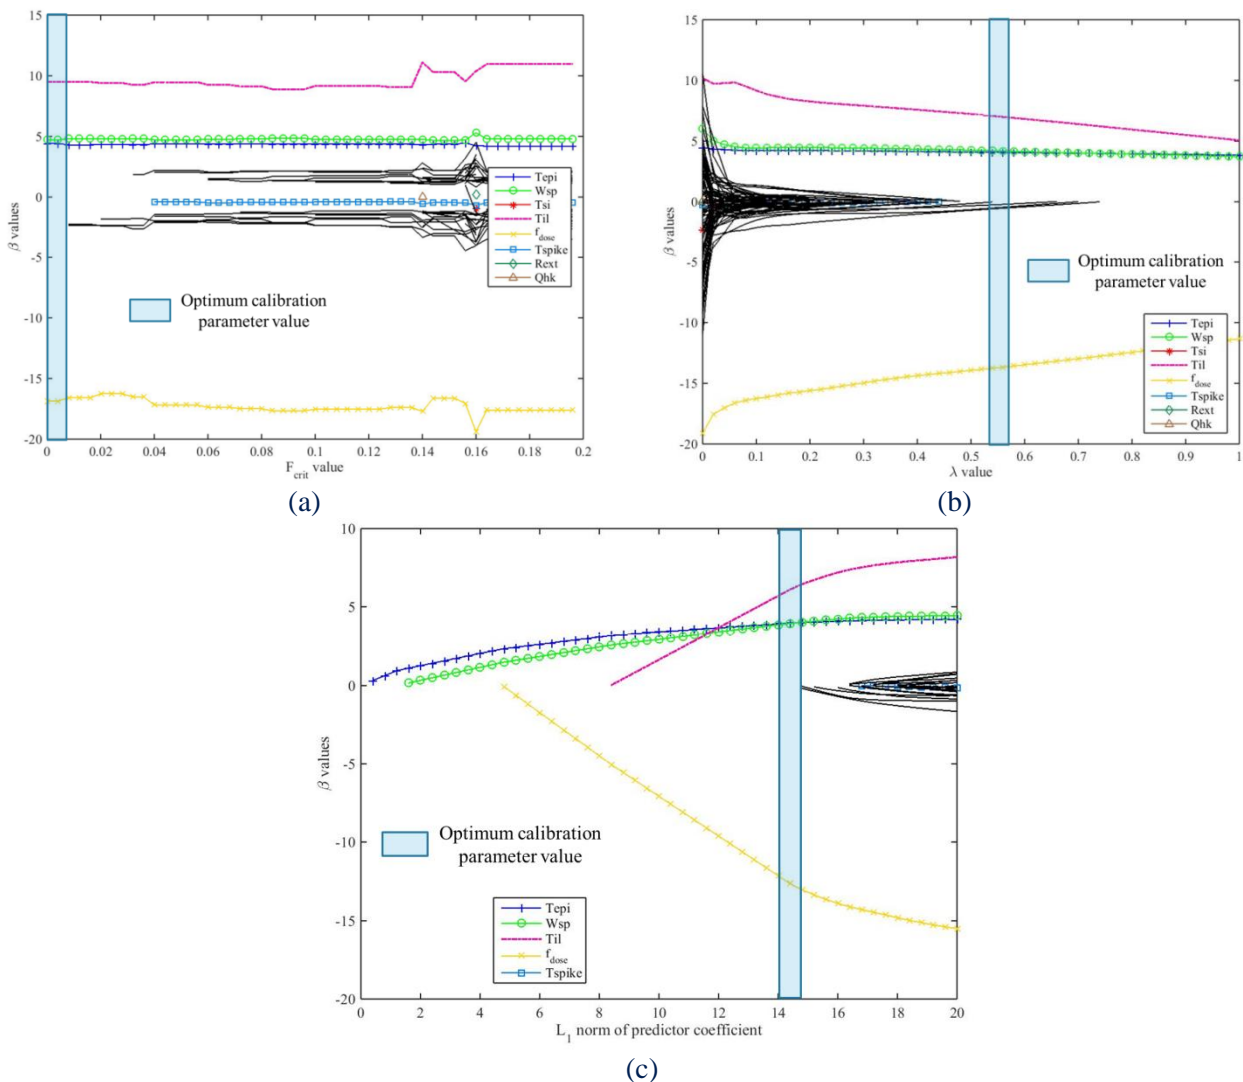 15
10
5
0
-5
-10
-15
-20
β values
0 0.02 0.04 0.06 0.08 0.1 0.12 0.14 0.16 0.18 0.2
F_crit value
Tepi
Wsp
Tsi
Til
f_dose
Tspike
Rext
Qhk
Optimum calibration
parameter value
(a)
15
10
5
0
-5
-10
-15
-20
β values
0 0.1 0.2 0.3 0.4 0.5 0.6 0.7 0.8 0.9 1
λ value
Optimum calibration
parameter value
Tepi
Wsp
Tsi
Til
f_dose
Tspike
Rext
Qhk
(b)
10
5
0
-5
-10
-15
-20
β values
0 2 4 6 8 10 12 14 16 18 20
L_1 norm of predictor coefficient
Optimum calibration
parameter value
Tepi
Wsp
Til
f_dose
Tspike
(c)